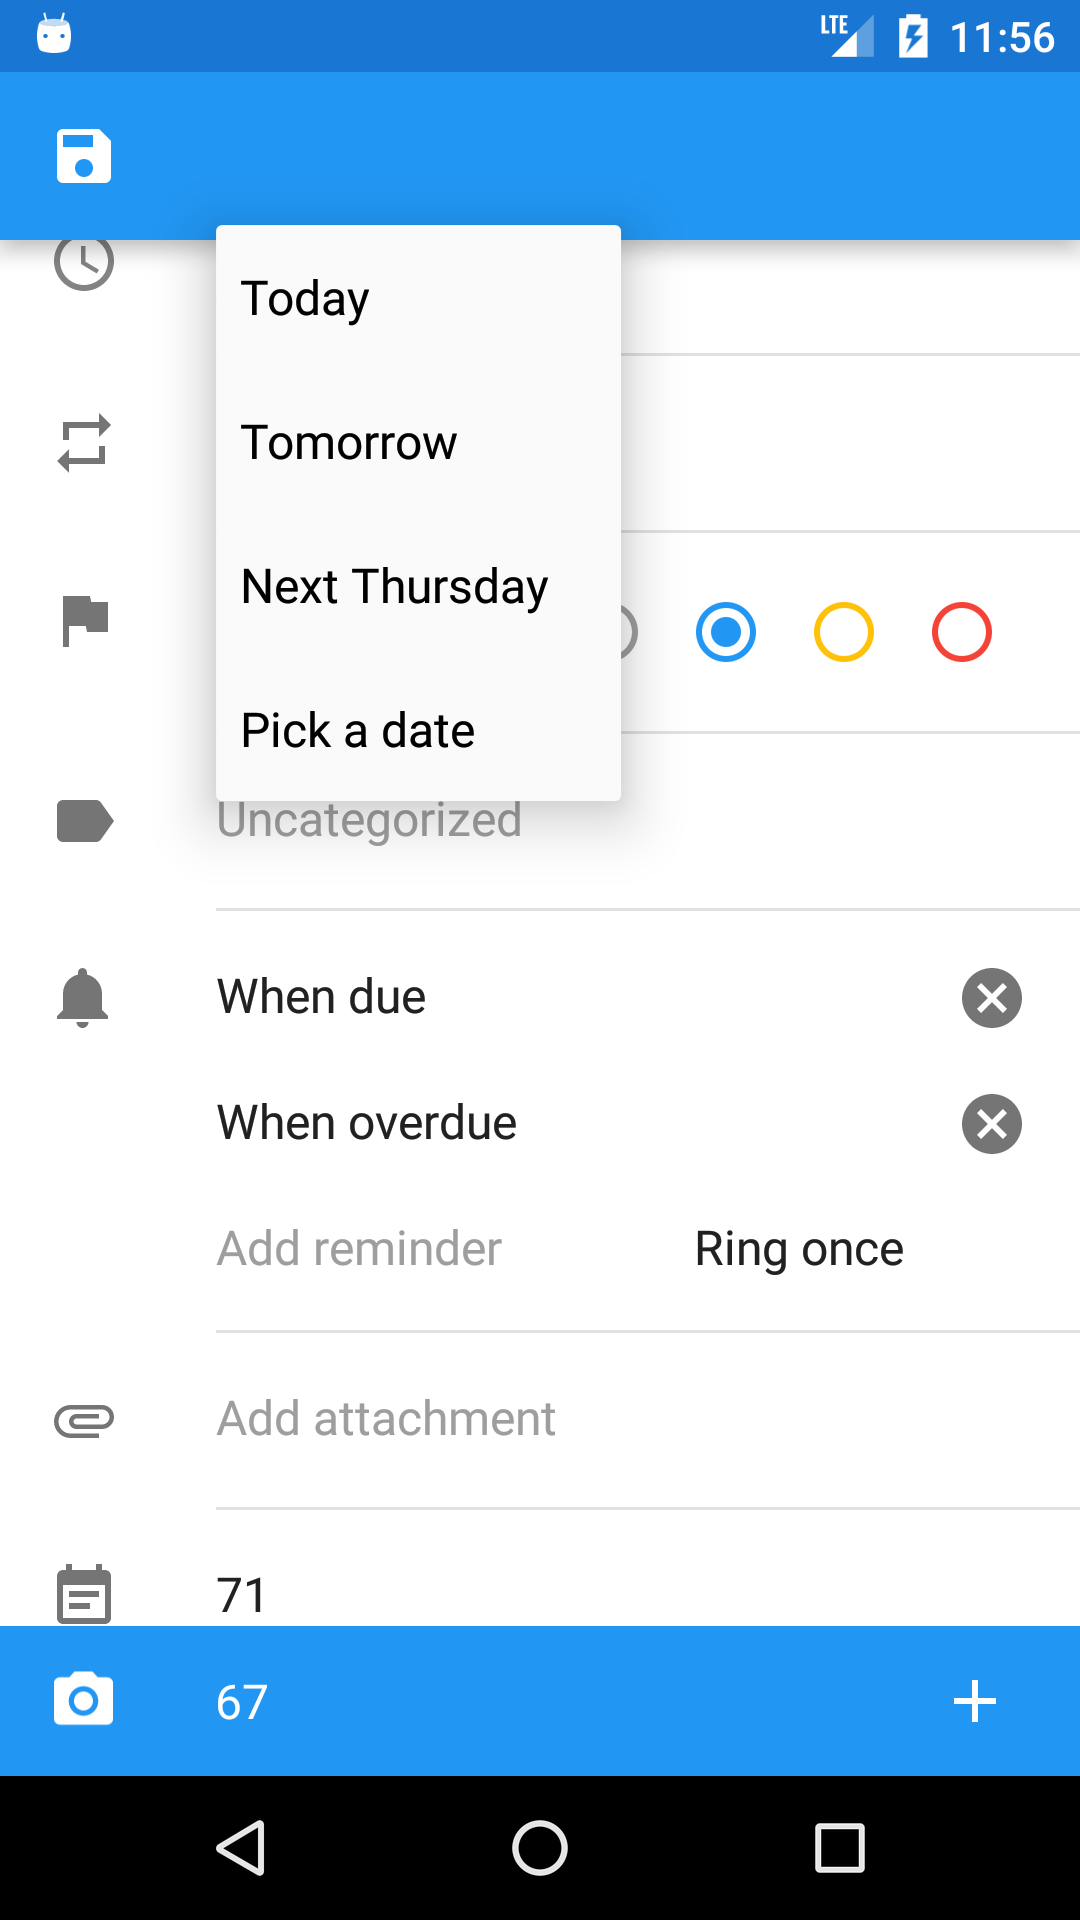 LTE 11:56
Today
Tomorrow
Next Thursday
Pick a date
Uncategorized
When due
When overdue
Add reminder Ring once
Add attachment
71
67